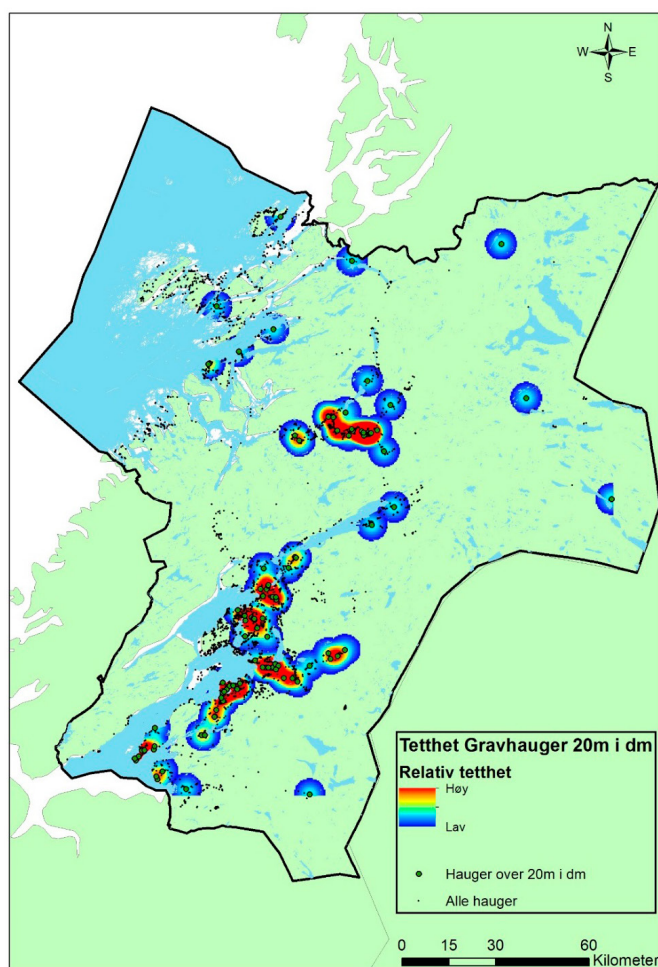 N
W E
S
Tetthet Gravhauger 20m i dm
Relativ tetthet
Høy
Lav
Hauger over 20m i dm
Alle hauger
0 15 30 60
Kilometer